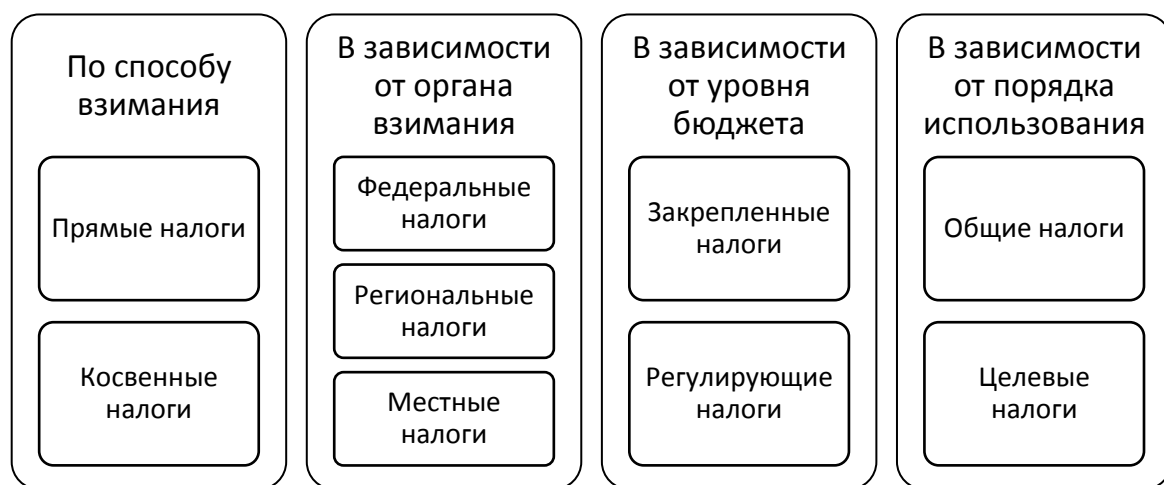 По способу
взимания
Прямые налоги
Косвенные
налоги
В зависимости
от органа
взимания
Федеральные
налоги
Региональные
налоги
Местные
налоги
В зависимости
от уровня
бюджета
Закрепленные
налоги
Регулирующие
налоги
В зависимости
от порядка
использования
Общие налоги
Целевые
налоги